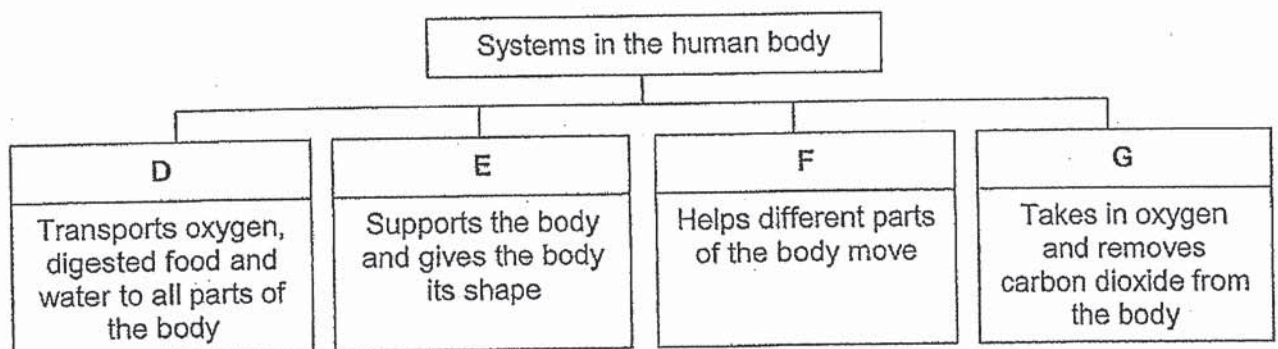 Systems in the human body
D
Transports oxygen,
digested food and
water to all parts of
the body
E
Supports the body
and gives the body
its shape
F
Helps different parts
of the body move
G
Takes in oxygen
and removes
carbon dioxide from
the body